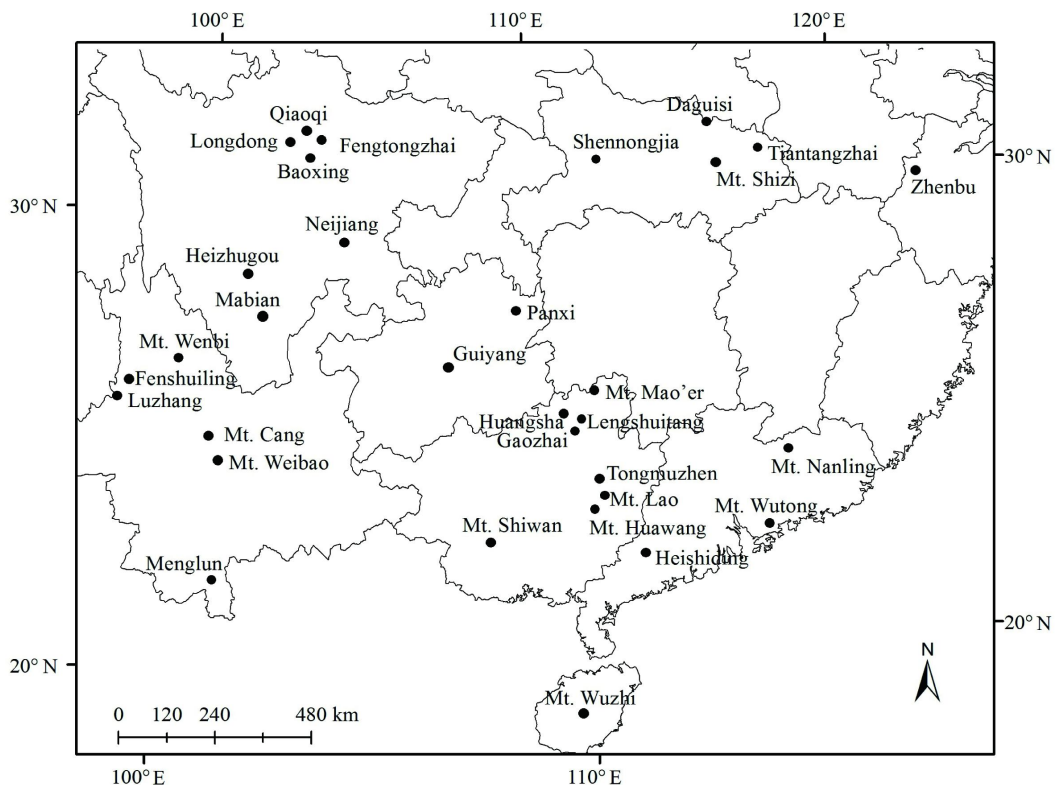 100° E
110° E
120° E
Qiaoqi
Daguisi
Longdong
Fengtongzhai
Shennongjia
Tiantangzhai
30° N
Baoxing
Mt. Shizi
Zhenbu
30° N
Neijiang
Heizhugou
Mabian
Panxi
Mt. Wenbi
Guiyang
Fenshuiling
Luzhang
Mt. Mao’er
Huangsha
Lengshuitang
Mt. Cang
Gaozhai
Mt. Weibao
Mt. Nanling
Tongmuzhen
Mt. Lao
Mt. Wutong
Mt. Shiwan
Mt. Huawang
Menglun
Heishiding
20° N
N
20° N
Mt. Wuzhi
0 120 240 480 km
100° E
110° E